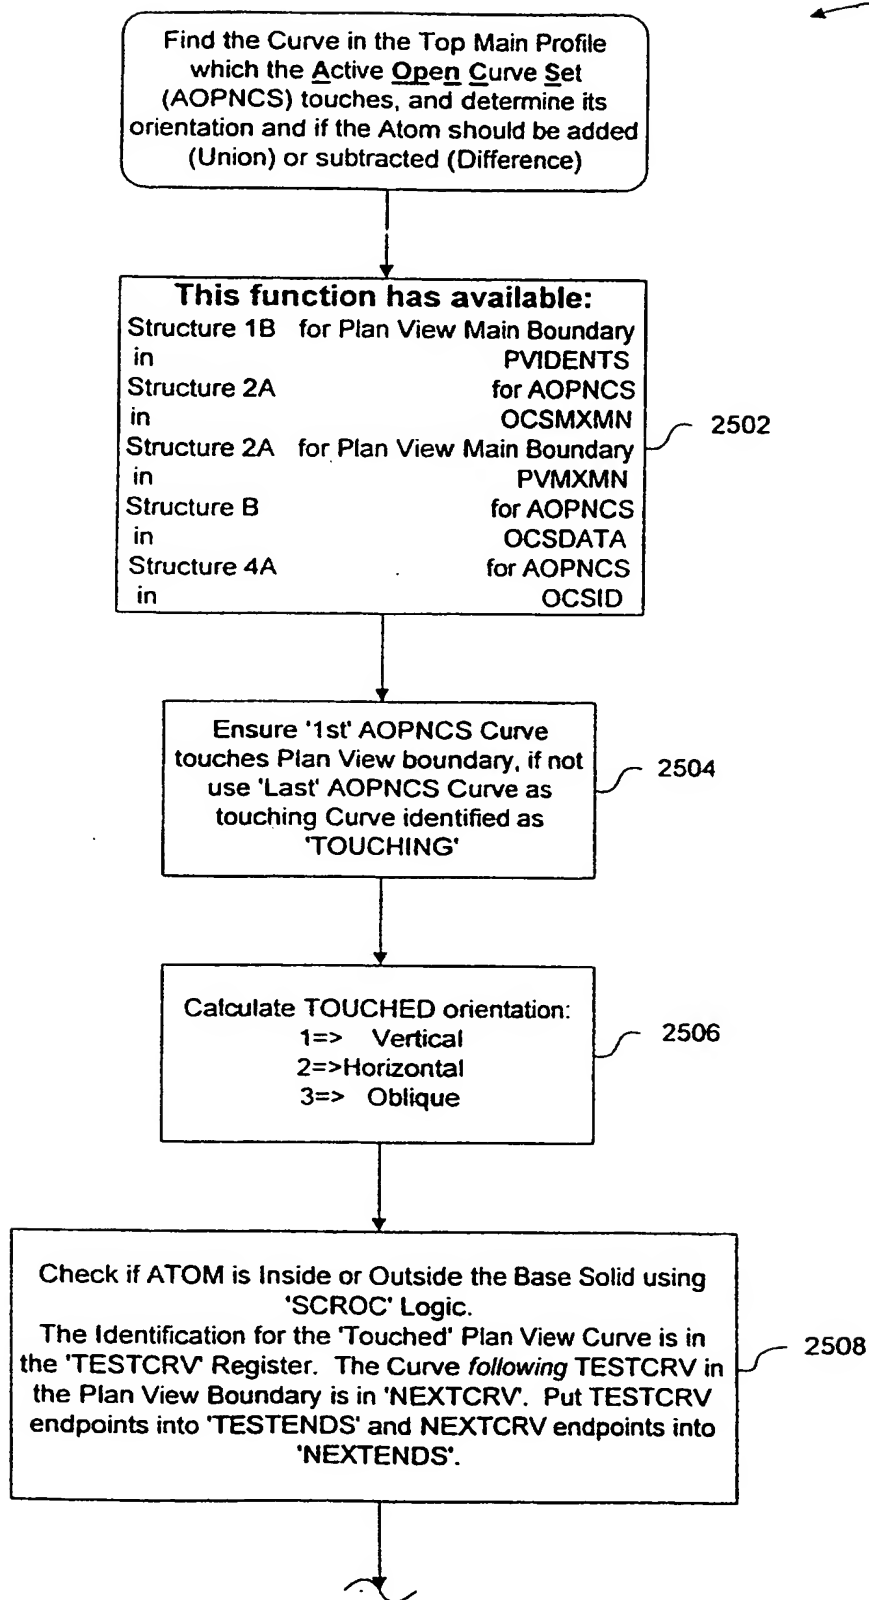 Find the Curve in the Top Main Profile
which the Active Open Curve Set
(AOPNCS) touches, and determine its
orientation and if the Atom should be added
(Union) or subtracted (Difference)
This function has available:
Structure 1B for Plan View Main Boundary
in PVIDENTS
Structure 2A for AOPNCS
in OCSMXMN
Structure 2A for Plan View Main Boundary
in PVMXMN
Structure B for AOPNCS
in OCSDATA
Structure 4A for AOPNCS
in OCSID
2502
Ensure '1st' AOPNCS Curve
touches Plan View boundary, if not
use 'Last' AOPNCS Curve as
touching Curve identified as
'TOUCHING'
2504
Calculate TOUCHED orientation:
1=> Vertical
2=>Horizontal
3=> Oblique
2506
Check if ATOM is Inside or Outside the Base Solid using
'SCROC' Logic.
The Identification for the 'Touched' Plan View Curve is in
the 'TESTCRV' Register. The Curve following TESTCRV in
the Plan View Boundary is in 'NEXTCRV'. Put TESTCRV
endpoints into 'TESTENDS' and NEXTCRV endpoints into
'NEXTENDS'.
2508